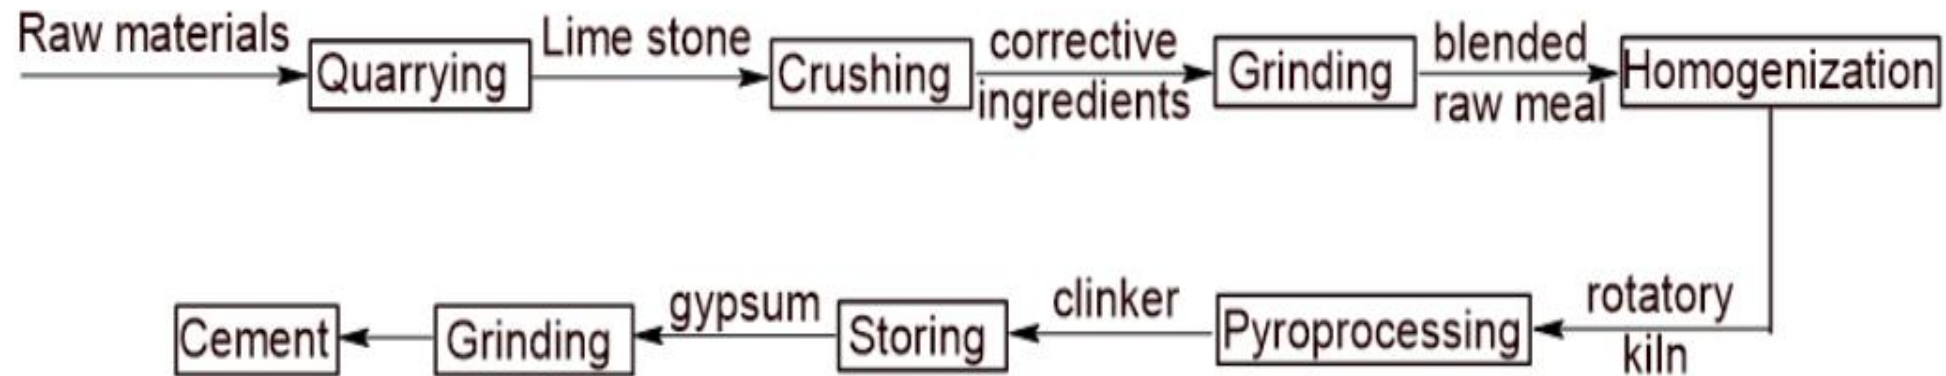 Raw materials
Quarrying
Lime stone
Crushing
corrective
ingredients
Grinding
blended
raw meal
Homogenization
rotatory
kiln
Pyroprocessing
clinker
Storing
gypsum
Grinding
Cement